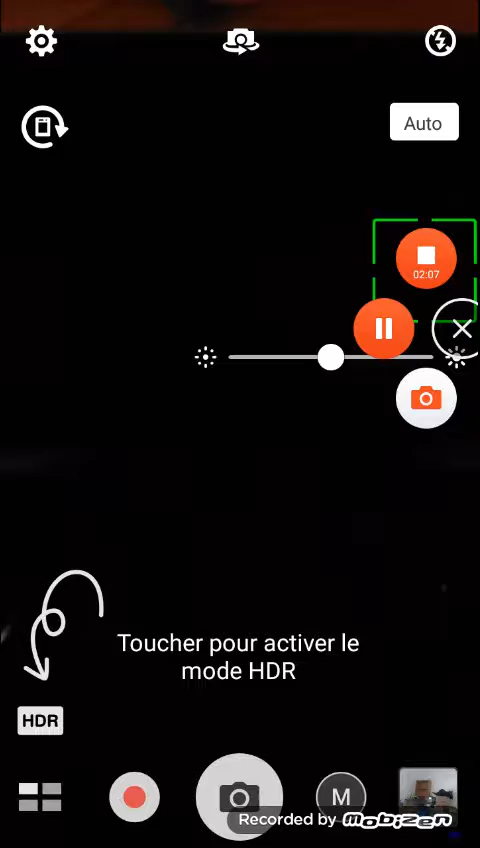 Auto
02:07
Toucher pour activer le
mode HDR
HDR
M
Recorded by Mobizen